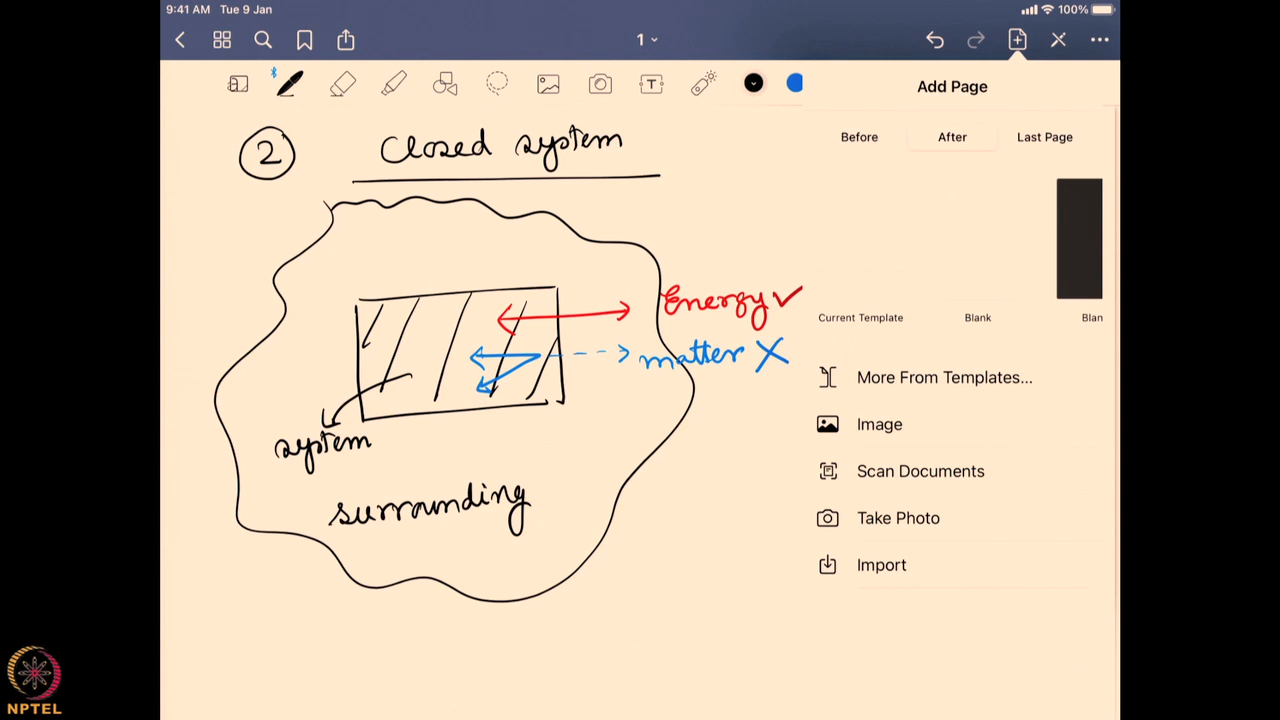 9:41 AM Tue 9 Jan
100%
1
T
Add Page
Before After Last Page
2 Closed system
Energy ✓
matter X
system
surrounding
Current Template Blank Blan
More From Templates...
Image
Scan Documents
Take Photo
Import
NPTEL